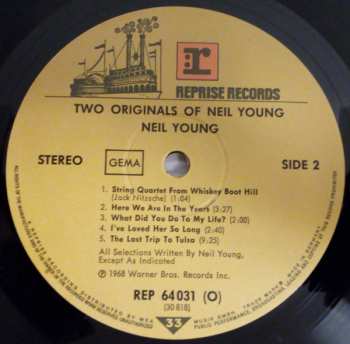 r
REPRISE RECORDS
TWO ORIGINALS OF NEIL YOUNG
NEIL YOUNG
STEREO
GEMA
SIDE 2
1. String Quartet From Whiskey Boot Hill
(Jack Nitzsche) (1:04)
2. Here We Are In The Years (3:27)
3. What Did You Do To My Life? (2:00)
4. I've Loved Her So Long (2:40)
5. The Last Trip To Tulsa (9:25)
All Selections Written By Neil Young,
Except As Indicated
℗ 1968 Warner Bros. Records Inc.
REP 64 031 (O)
(30 818)
33